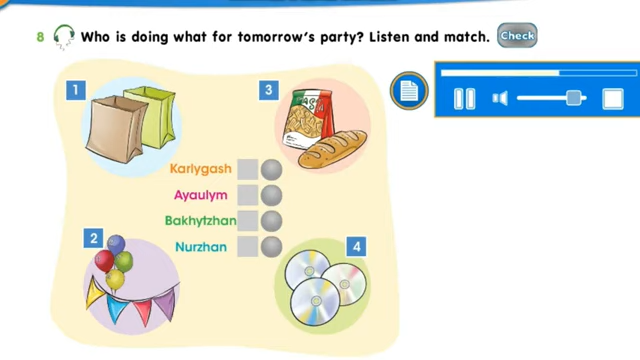 8 Who is doing what for tomorrow's party? Listen and match. Check
1
3
PASTA
Karlygash
Ayaulym
Bakhytzhan
Nurzhan
2
4